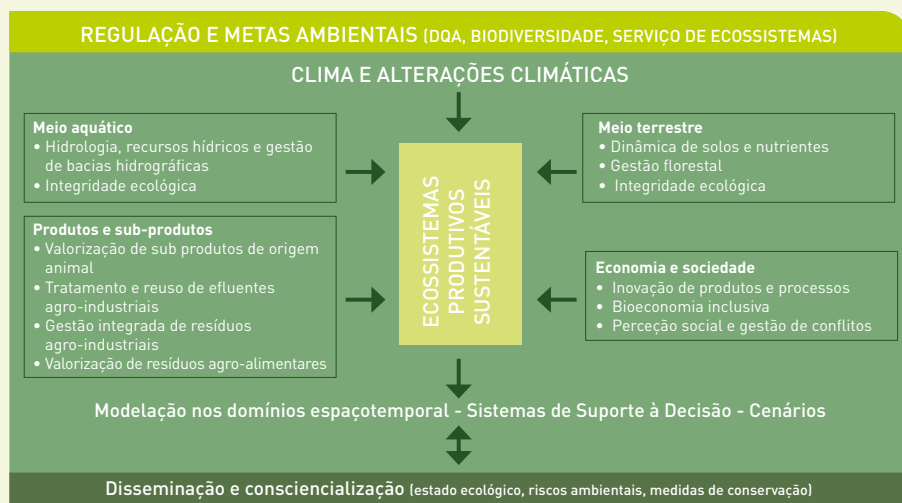 REGULAÇÃO E METAS AMBIENTAIS (DQA, BIODIVERSIDADE, SERVIÇO DE ECOSSISTEMAS)
CLIMA E ALTERAÇÕES CLIMÁTICAS
Meio aquático
• Hidrologia, recursos hídricos e gestão
de bacias hidrográficas
• Integridade ecológica
Produtos e sub-produtos
• Valorização de sub produtos de origem
animal
• Tratamento e reuso de efluentes
agro-industriais
• Gestão integrada de resíduos
agro-industriais
• Valorização de resíduos agro-alimentares
ECOSSISTEMAS
PRODUTIVOS
SUSTENTÁVEIS
Meio terrestre
• Dinâmica de solos e nutrientes
• Gestão florestal
• Integridade ecológica
Economia e sociedade
• Inovação de produtos e processos
• Bioeconomia inclusiva
• Perceção social e gestão de conflitos
Modelação nos domínios espaçotemporal - Sistemas de Suporte à Decisão - Cenários
Disseminação e consciencialização (estado ecológico, riscos ambientais, medidas de conservação)